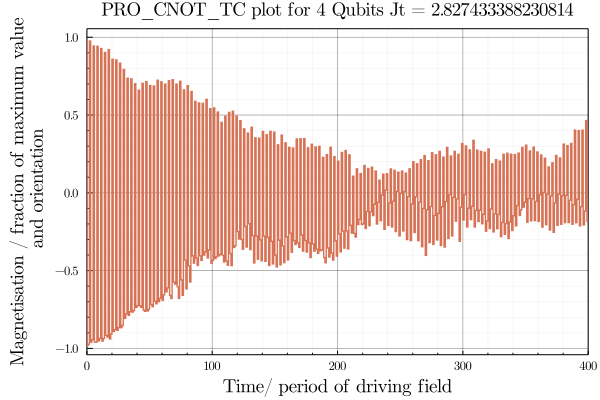 PRO_CNOT_TC plot for 4 Qubits Jt = 2.827433388230814
Magnetisation / fraction of maximum value
and orientation
1.0
0.5
0.0
−0.5
−1.0
0 100 200 300 400
Time/ period of driving field